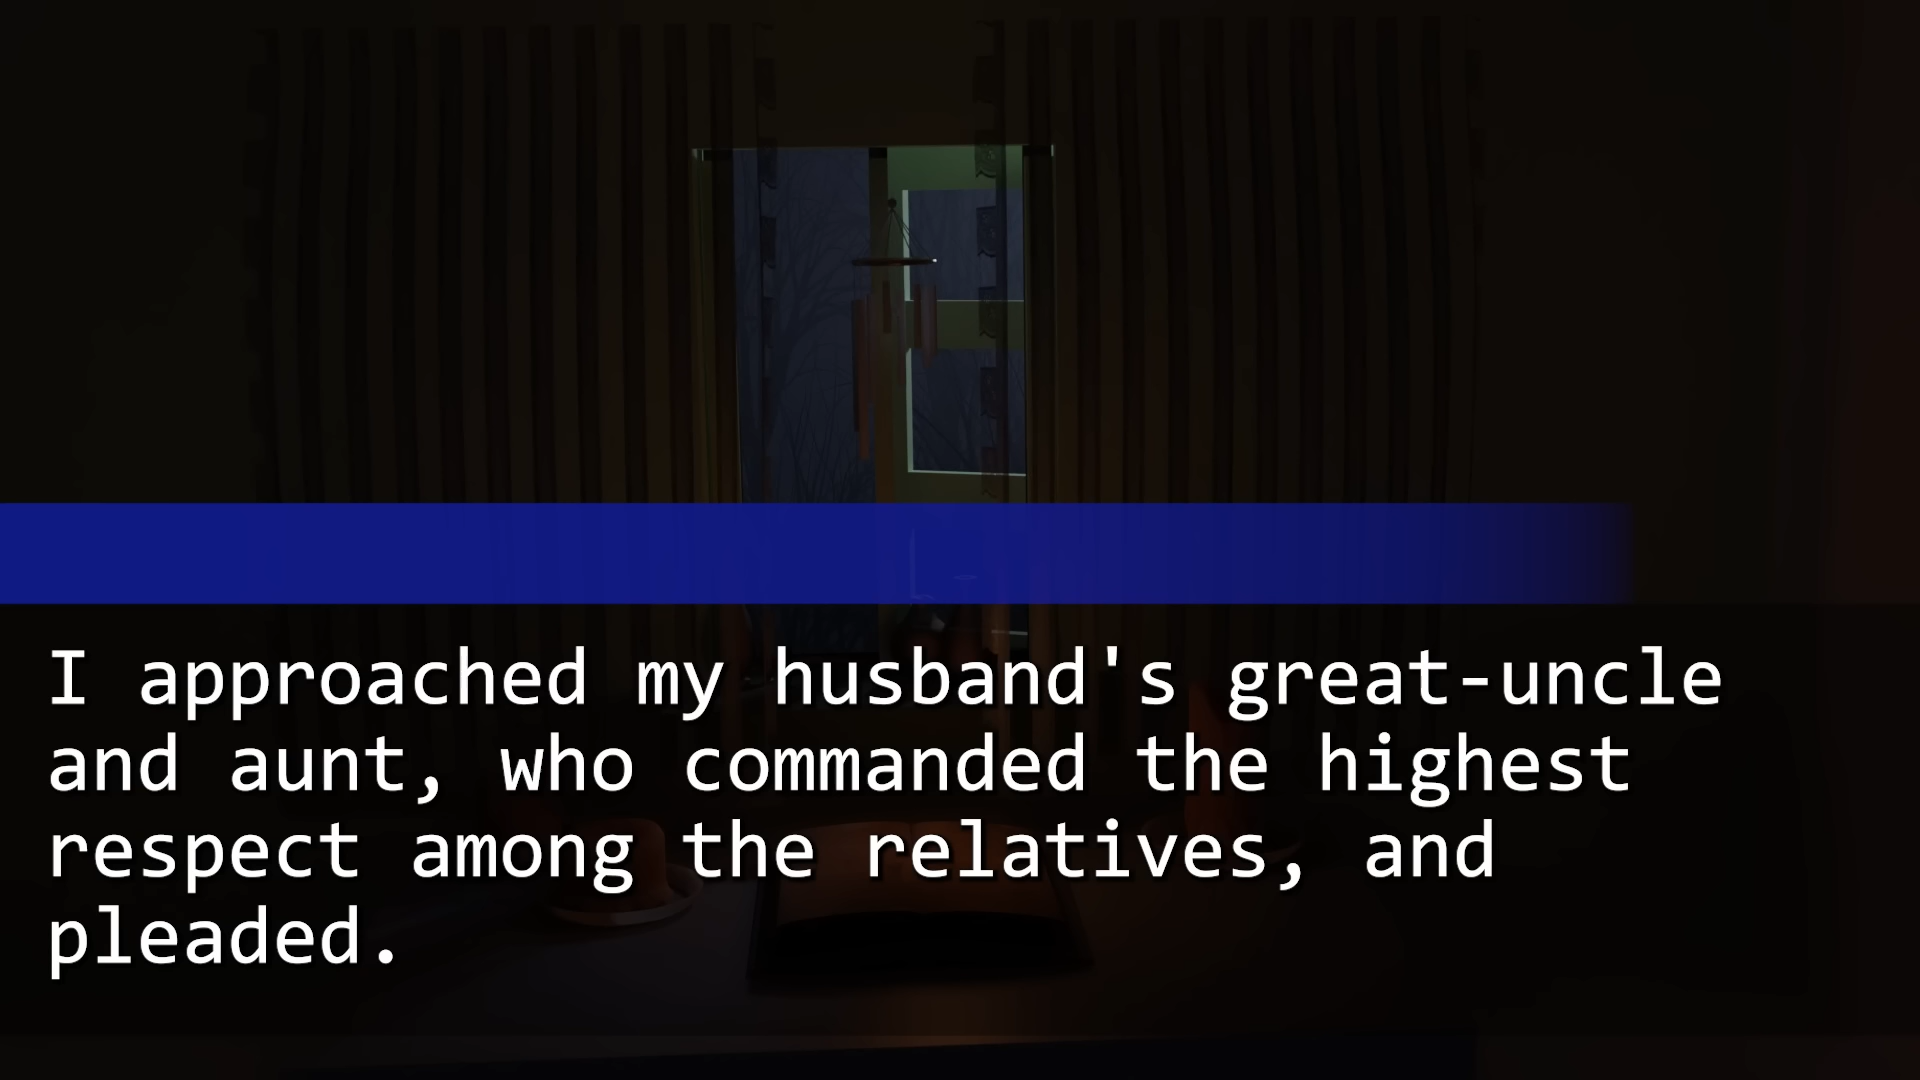 I approached my husband's great-uncle
and aunt, who commanded the highest
respect among the relatives, and
pleaded.